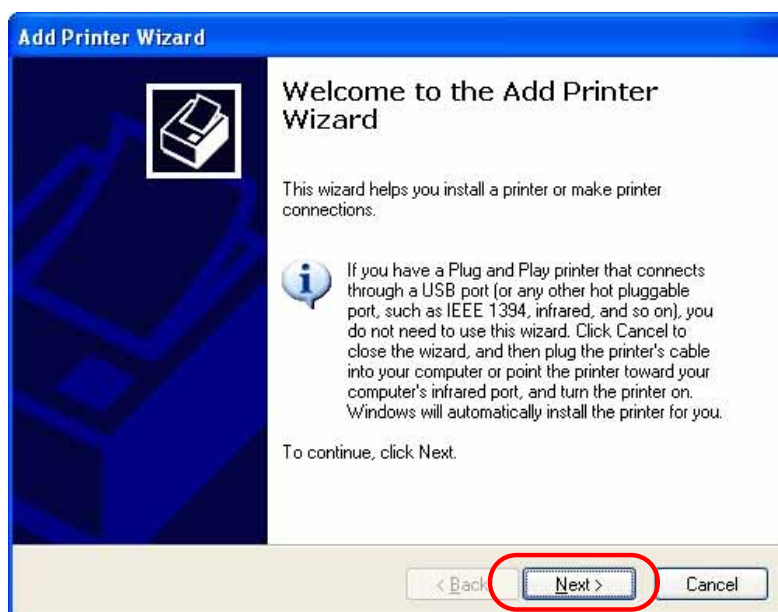 Add Printer Wizard
Welcome to the Add Printer
Wizard
This wizard helps you install a printer or make printer
connections.
If you have a Plug and Play printer that connects
through a USB port (or any other hot pluggable
port, such as IEEE 1394, infrared, and so on), you
do not need to use this wizard. Click Cancel to
close the wizard, and then plug the printer's cable
into your computer or point the printer toward your
computer's infrared port, and turn the printer on.
Windows will automatically install the printer for you.
To continue, click Next.
< Back Next > Cancel